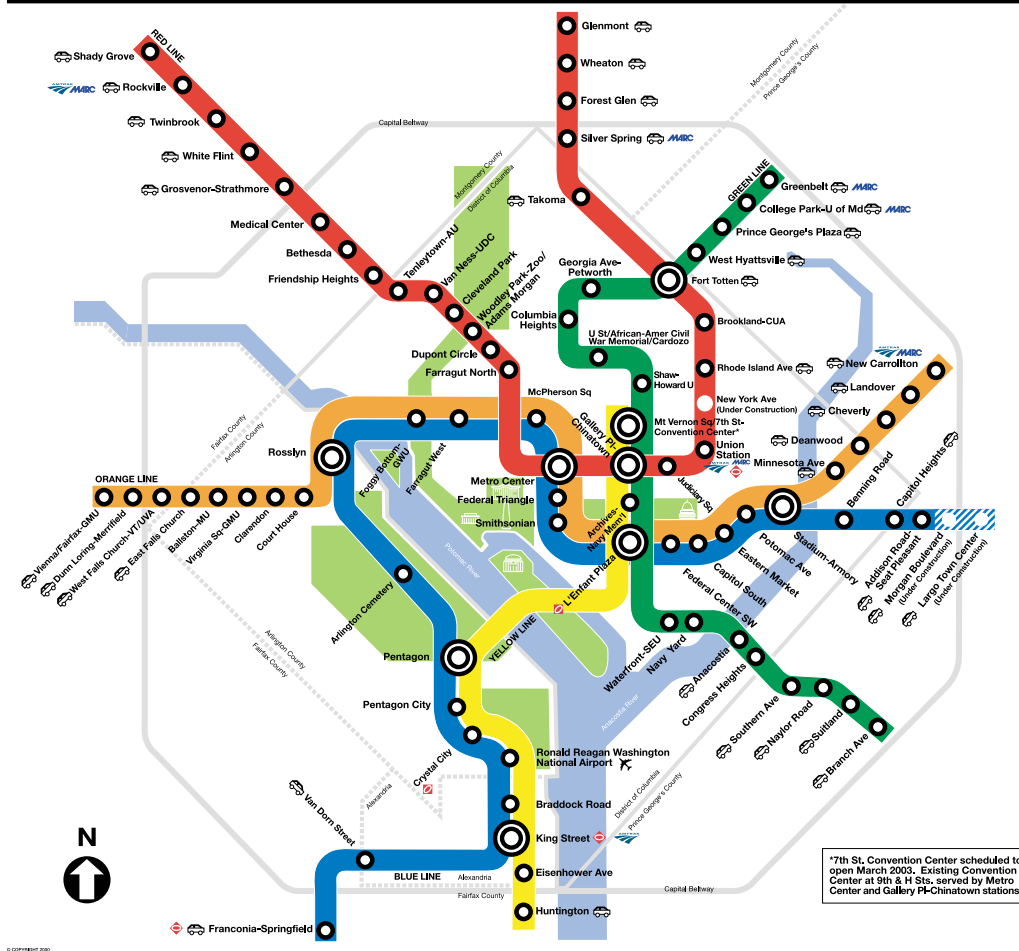 RED LINE
Shady Grove
AMTRAK
MARC
Rockville
Twinbrook
White Flint
Grosvenor-Strathmore
Medical Center
Bethesda
Friendship Heights
Tenleytown-AU
Van Ness-UDC
Cleveland Park
Woodley Park-Zoo/
Adams Morgan
Dupont Circle
Farragut North
Glenmont
Wheaton
Forest Glen
Silver Spring
MARC
Takoma
Capital Beltway
Montgomery County
Prince George's County
Montgomery County
District of Columbia
GREEN LINE
Greenbelt
MARC
College Park-U of Md
MARC
Prince George's Plaza
West Hyattsville
Fort Totten
Georgia Ave-
Petworth
Columbia
Heights
U St/African-Amer Civil
War Memorial/Cardozo
Shaw-
Howard U
Brookland-CUA
Rhode Island Ave
New York Ave
(Under Construction)
Mt Vernon Sq/7th St-
Convention Center*
Union
Station
AMTRAK
MARC
Judiciary Sq
Gallery Pl-
Chinatown
McPherson Sq
Metro Center
Federal Triangle
Smithsonian
Archives-
Navy Mem'l
L'Enfant Plaza
AMTRAK
MARC
New Carrollton
Landover
Cheverly
Deanwood
Minnesota Ave
Benning Road
Capitol Heights
Addison Road-
Seat Pleasant
Morgan Boulevard
(Under Construction)
Largo Town Center
(Under Construction)
Stadium-Armory
Potomac Ave
Eastern Market
Capitol South
Federal Center SW
Fairfax County
Arlington County
Rosslyn
Foggy Bottom-
GWU
Farragut West
ORANGE LINE
Vienna/Fairfax-GMU
Dunn Loring-Merrifield
West Falls Church-VT/UVA
East Falls Church
Ballston-MU
Virginia Sq-GMU
Clarendon
Court House
Potomac River
Arlington Cemetery
YELLOW LINE
Pentagon
Arlington County
Fairfax County
Pentagon City
Crystal City
Ronald Reagan Washington
National Airport
Waterfront-SEU
Navy Yard
Anacostia
Congress Heights
Southern Ave
Naylor Road
Suitland
Branch Ave
Anacostia River
District of Columbia
Prince George's County
Alexandria
Braddock Road
King Street
AMTRAK
Van Dorn Street
BLUE LINE
Alexandria
Fairfax County
Eisenhower Ave
Huntington
Capital Beltway
Franconia-Springfield
N
*7th St. Convention Center scheduled to
open March 2003. Existing Convention
Center at 9th & H Sts. served by Metro
Center and Gallery Pl-Chinatown stations
© COPYRIGHT 2000